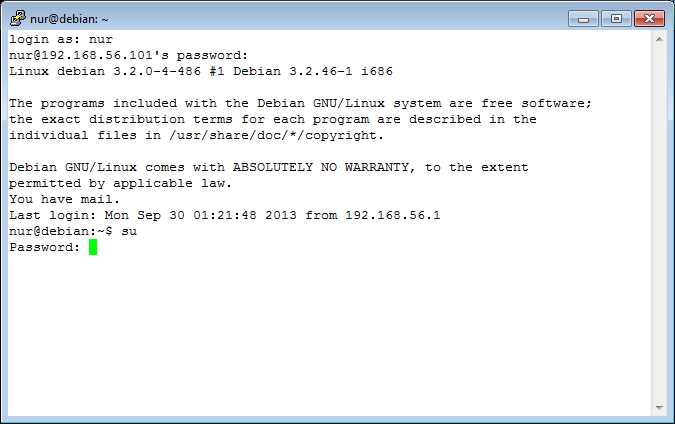 nur@debian: ~
login as: nur
nur@192.168.56.101's password:
Linux debian 3.2.0-4-486 #1 Debian 3.2.46-1 i686
The programs included with the Debian GNU/Linux system are free software;
the exact distribution terms for each program are described in the
individual files in /usr/share/doc/*/copyright.
Debian GNU/Linux comes with ABSOLUTELY NO WARRANTY, to the extent
permitted by applicable law.
You have mail.
Last login: Mon Sep 30 01:21:48 2013 from 192.168.56.1
nur@debian:~$ su
Password: